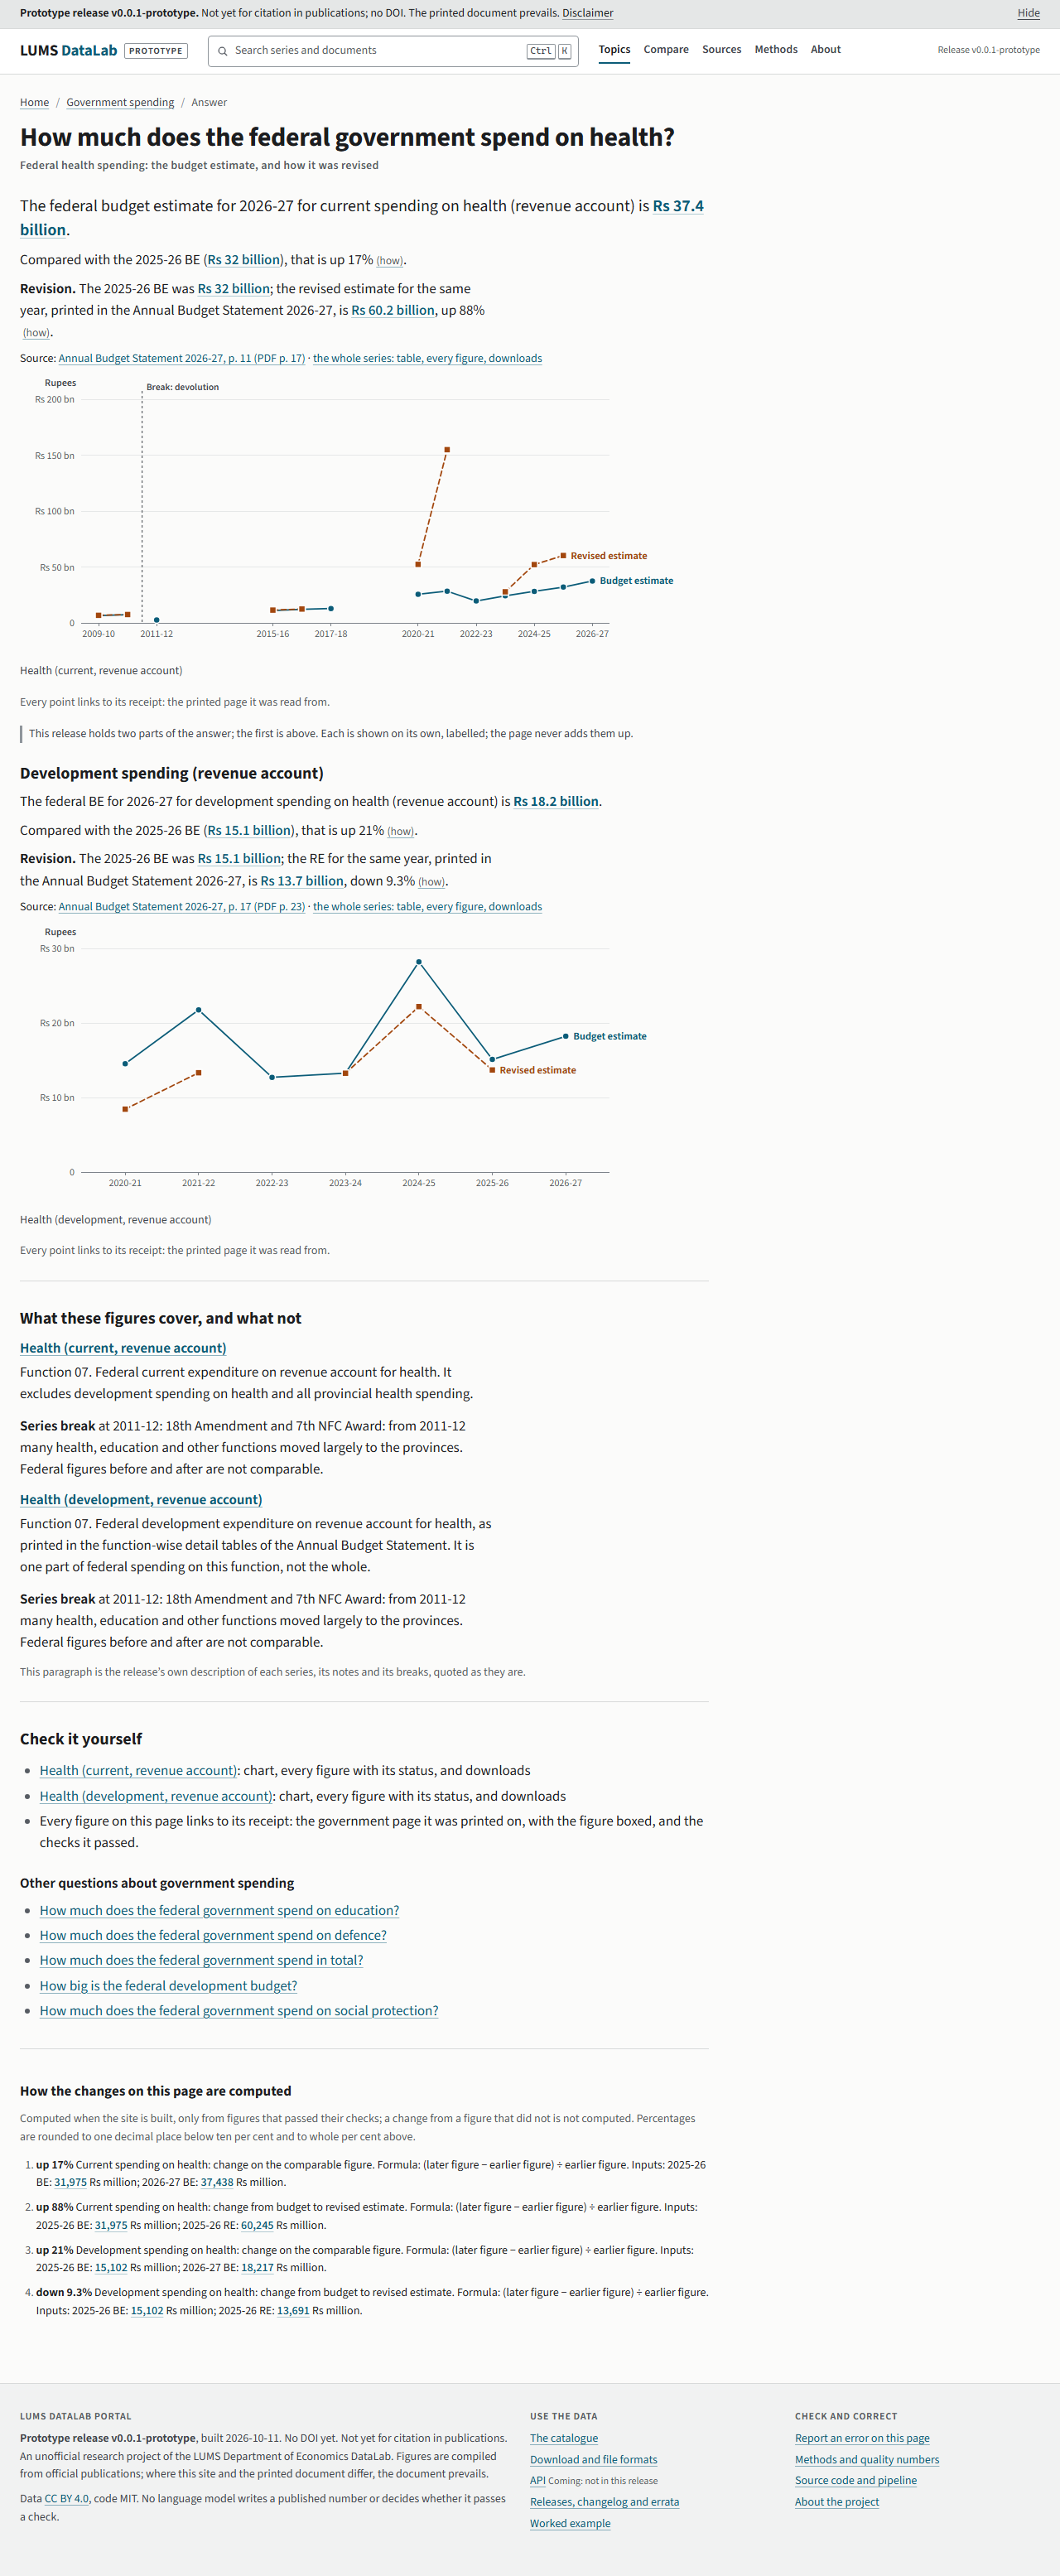 Prototype release v0.0.1-prototype. Not yet for citation in publications; no DOI. The printed document prevails. Disclaimer
Hide
LUMS DataLab PROTOTYPE
Search series and documents
Ctrl K
Topics Compare Sources Methods About
Release v0.0.1-prototype
Home / Government spending / Answer
How much does the federal government spend on health?
Federal health spending: the budget estimate, and how it was revised
The federal budget estimate for 2026-27 for current spending on health (revenue account) is Rs 37.4
billion.
Compared with the 2025-26 BE (Rs 32 billion), that is up 17% (how).
Revision. The 2025-26 BE was Rs 32 billion; the revised estimate for the same
year, printed in the Annual Budget Statement 2026-27, is Rs 60.2 billion, up 88%
(how).
Source: Annual Budget Statement 2026-27, p. 11 (PDF p. 17) · the whole series: table, every figure, downloads
Rupees
Break: devolution
Rs 200 bn
Rs 150 bn
Rs 100 bn
Rs 50 bn
0
Revised estimate
Budget estimate
2009-10 2011-12 2015-16 2017-18 2020-21 2022-23 2024-25 2026-27
Health (current, revenue account)
Every point links to its receipt: the printed page it was read from.
This release holds two parts of the answer; the first is above. Each is shown on its own, labelled; the page never adds them up.
Development spending (revenue account)
The federal BE for 2026-27 for development spending on health (revenue account) is Rs 18.2 billion.
Compared with the 2025-26 BE (Rs 15.1 billion), that is up 21% (how).
Revision. The 2025-26 BE was Rs 15.1 billion; the RE for the same year, printed in
the Annual Budget Statement 2026-27, is Rs 13.7 billion, down 9.3% (how).
Source: Annual Budget Statement 2026-27, p. 17 (PDF p. 23) · the whole series: table, every figure, downloads
Rupees
Rs 30 bn
Rs 20 bn
Rs 10 bn
0
Budget estimate
Revised estimate
2020-21 2021-22 2022-23 2023-24 2024-25 2025-26 2026-27
Health (development, revenue account)
Every point links to its receipt: the printed page it was read from.
What these figures cover, and what not
Health (current, revenue account)
Function 07. Federal current expenditure on revenue account for health. It
excludes development spending on health and all provincial health spending.
Series break at 2011-12: 18th Amendment and 7th NFC Award: from 2011-12
many health, education and other functions moved largely to the provinces.
Federal figures before and after are not comparable.
Health (development, revenue account)
Function 07. Federal development expenditure on revenue account for health, as
printed in the function-wise detail tables of the Annual Budget Statement. It is
one part of federal spending on this function, not the whole.
Series break at 2011-12: 18th Amendment and 7th NFC Award: from 2011-12
many health, education and other functions moved largely to the provinces.
Federal figures before and after are not comparable.
This paragraph is the release's own description of each series, its notes and its breaks, quoted as they are.
Check it yourself
Health (current, revenue account): chart, every figure with its status, and downloads
Health (development, revenue account): chart, every figure with its status, and downloads
Every figure on this page links to its receipt: the government page it was printed on, with the figure boxed, and the
checks it passed.
Other questions about government spending
How much does the federal government spend on education?
How much does the federal government spend on defence?
How much does the federal government spend in total?
How big is the federal development budget?
How much does the federal government spend on social protection?
How the changes on this page are computed
Computed when the site is built, only from figures that passed their checks; a change from a figure that did not is not computed. Percentages
are rounded to one decimal place below ten per cent and to whole per cent above.
1. up 17% Current spending on health: change on the comparable figure. Formula: (later figure − earlier figure) ÷ earlier figure. Inputs: 2025-26
BE: 31,975 Rs million; 2026-27 BE: 37,438 Rs million.
2. up 88% Current spending on health: change from budget to revised estimate. Formula: (later figure − earlier figure) ÷ earlier figure. Inputs:
2025-26 BE: 31,975 Rs million; 2025-26 RE: 60,245 Rs million.
3. up 21% Development spending on health: change on the comparable figure. Formula: (later figure − earlier figure) ÷ earlier figure. Inputs:
2025-26 BE: 15,102 Rs million; 2026-27 BE: 18,217 Rs million.
4. down 9.3% Development spending on health: change from budget to revised estimate. Formula: (later figure − earlier figure) ÷ earlier figure.
Inputs: 2025-26 BE: 15,102 Rs million; 2025-26 RE: 13,691 Rs million.
LUMS DATALAB PORTAL
Prototype release v0.0.1-prototype, built 2026-10-11. No DOI yet. Not yet for citation in publications.
An unofficial research project of the LUMS Department of Economics DataLab. Figures are compiled
from official publications; where this site and the printed document differ, the document prevails.
Data CC BY 4.0, code MIT. No language model writes a published number or decides whether it passes
a check.
USE THE DATA
The catalogue
Download and file formats
API Coming: not in this release
Releases, changelog and errata
Worked example
CHECK AND CORRECT
Report an error on this page
Methods and quality numbers
Source code and pipeline
About the project